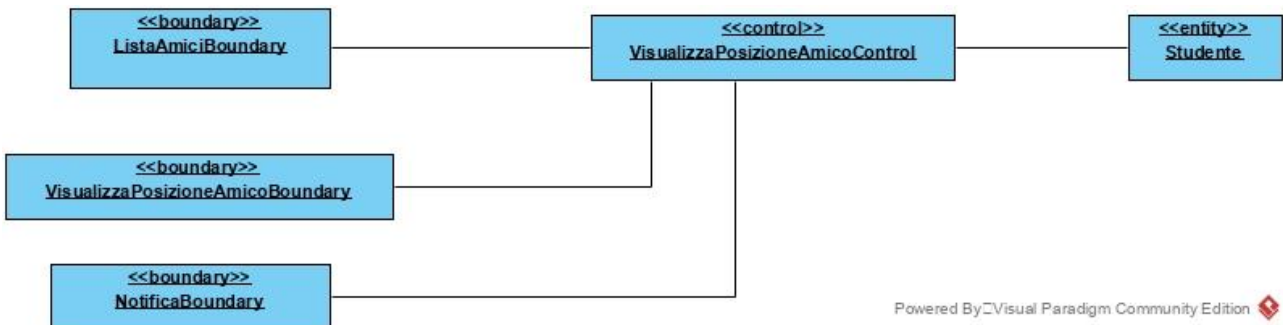 <<boundary>>
ListaAmiciBoundary
<<control>>
VisualizzaPosizioneAmicoControl
<<entity>>
Studente
<<boundary>>
VisualizzaPosizioneAmicoBoundary
<<boundary>>
NotificaBoundary
Powered By Visual Paradigm Community Edition